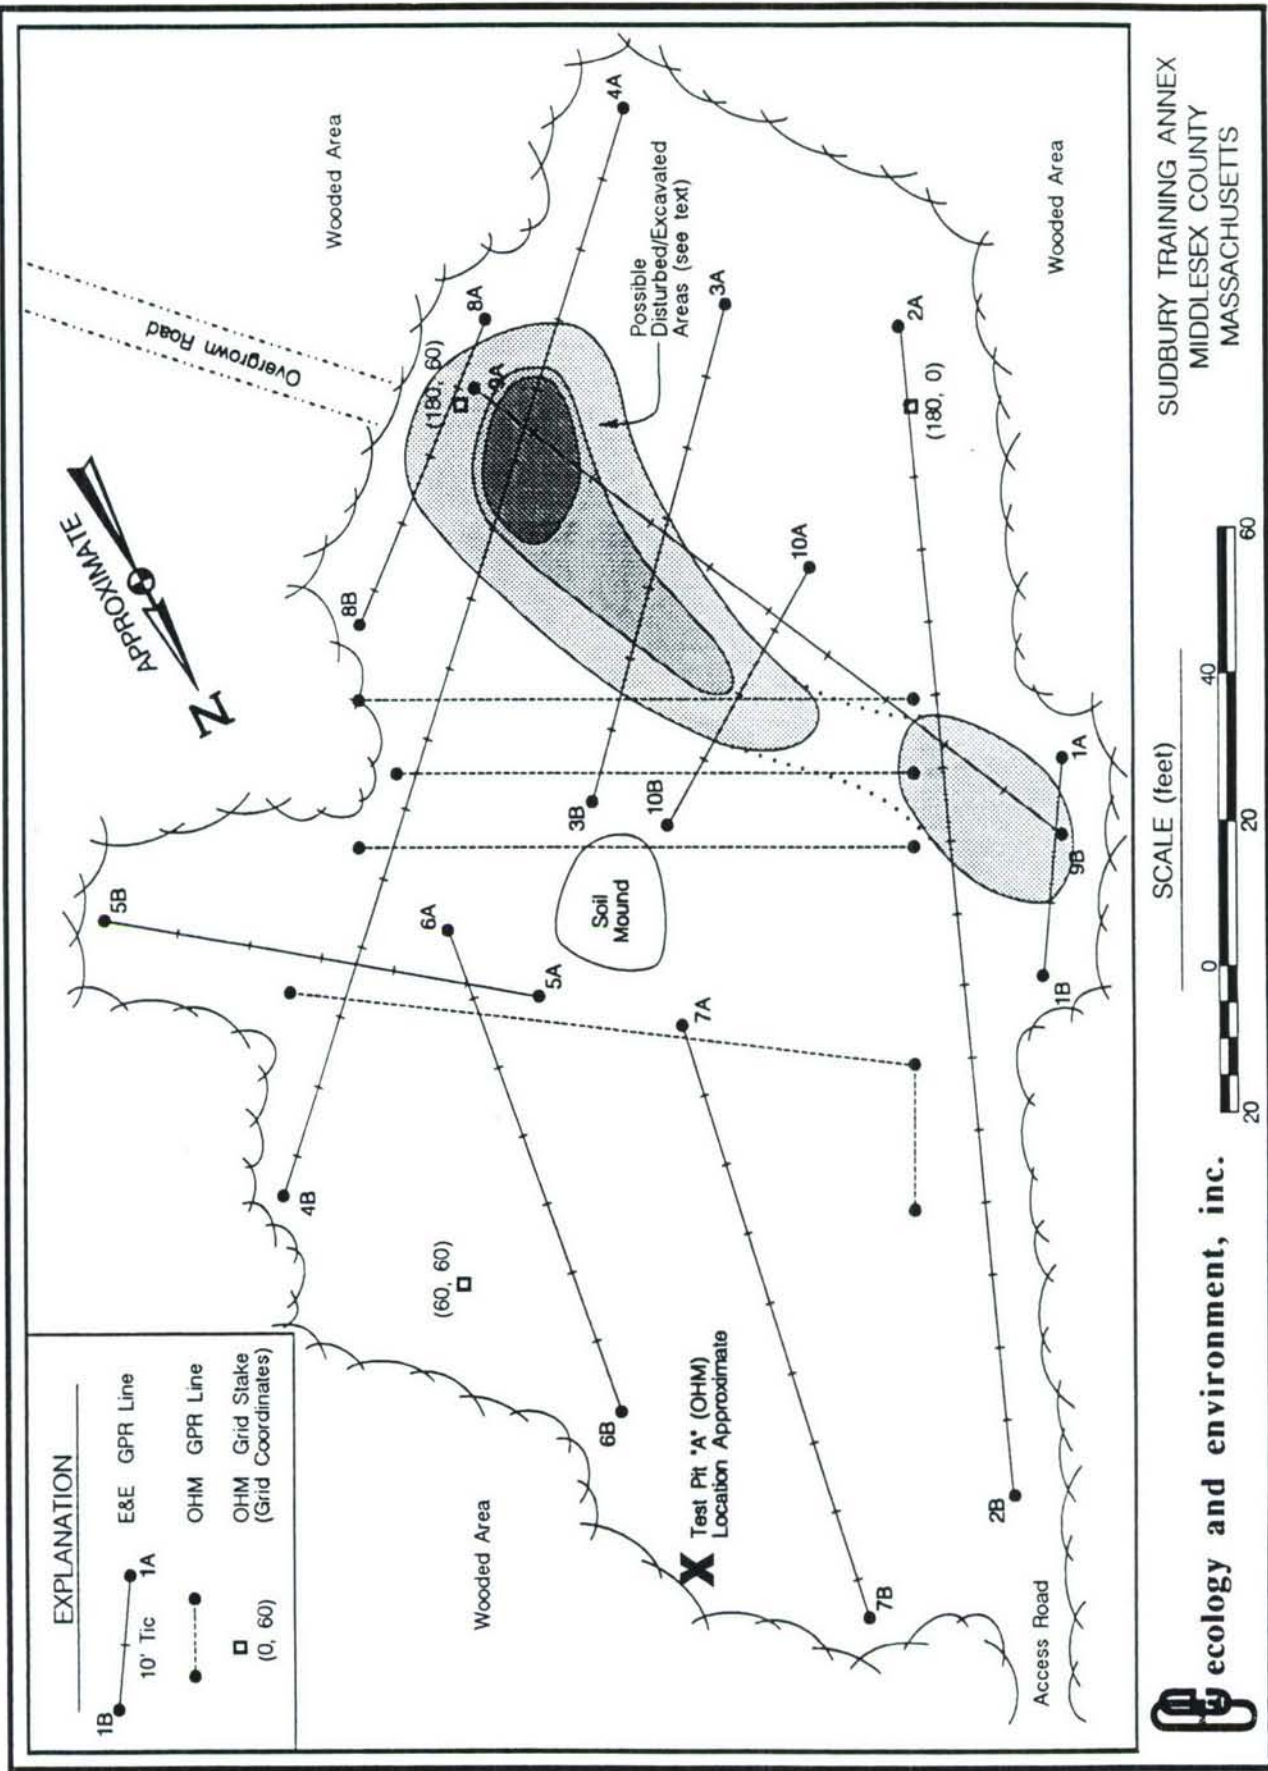 EXPLANATION
1B
1A
10' Tic
E&E GPR Line
OHM GPR Line
(0, 60)
OHM Grid Stake
(Grid Coordinates)
Wooded Area
Overgrown Road
APPROXIMATE
N
Wooded Area
5B
8B
8A
(180, 60)
9A
4A
4B
6A
5A
(60, 60)
Possible
Disturbed/Excavated
Areas (see text)
3A
3B
10B
10A
Soil
Mound
7A
6B
Test Pit "A" (OHM)
Location Approximate
X
7B
2A
(180, 0)
2B
1B
9B
1A
Access Road
Wooded Area
ecology and environment, inc.
SCALE (feet)
20
0
20
40
60
SUDBURY TRAINING ANNEX
MIDDLESEX COUNTY
MASSACHUSETTS